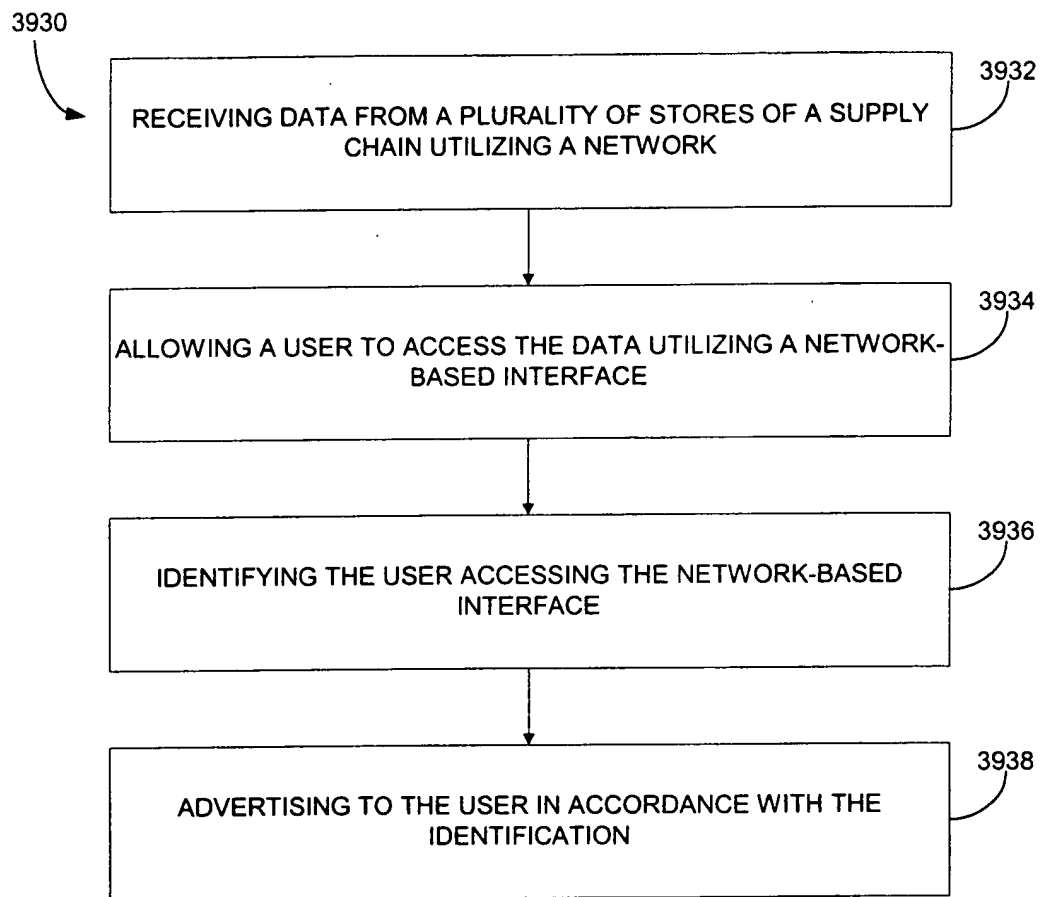 3930
3932
RECEIVING DATA FROM A PLURALITY OF STORES OF A SUPPLY
CHAIN UTILIZING A NETWORK
3934
ALLOWING A USER TO ACCESS THE DATA UTILIZING A NETWORK-
BASED INTERFACE
3936
IDENTIFYING THE USER ACCESSING THE NETWORK-BASED
INTERFACE
3938
ADVERTISING TO THE USER IN ACCORDANCE WITH THE
IDENTIFICATION